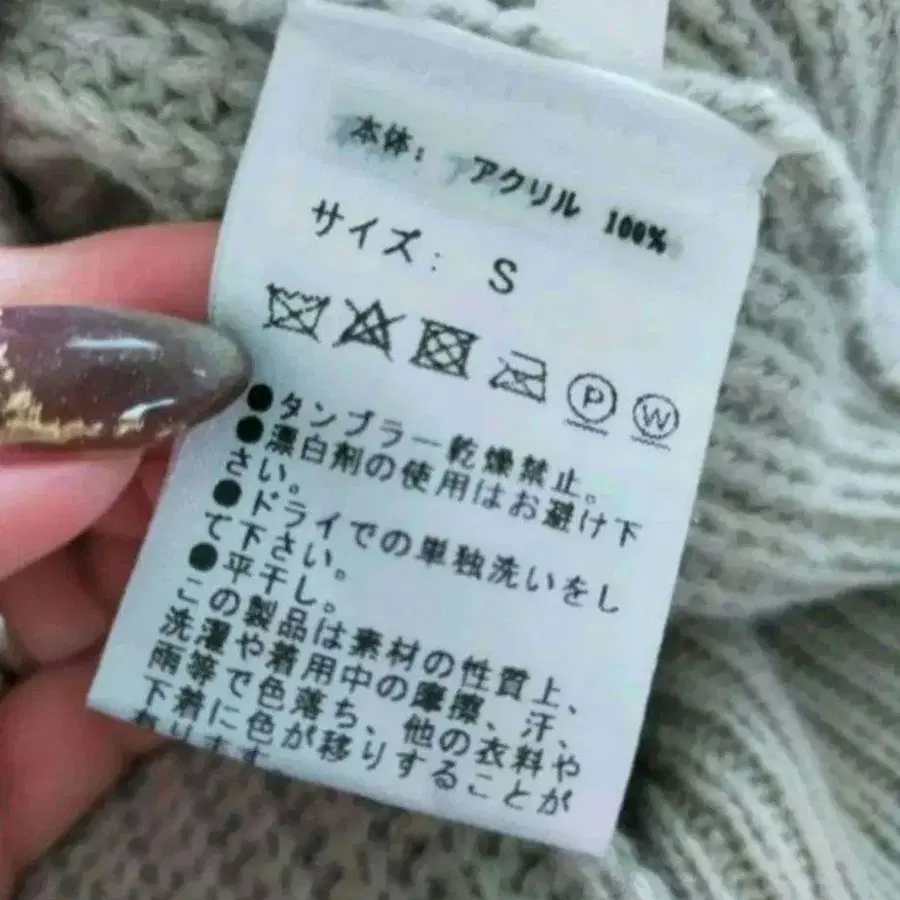 本体: アクリル 100%
サイズ: S
P W
●タンブラー乾燥禁止。
●漂白剤の使用はお避け下
さい。
●ドライでの単独洗いをし
て下さい。
●平干し。
この製品は素材の性質上、
洗濯や着用中の摩擦、汗、
雨等で色落ち、他の衣料や
下着に色が移りすることが
有ります